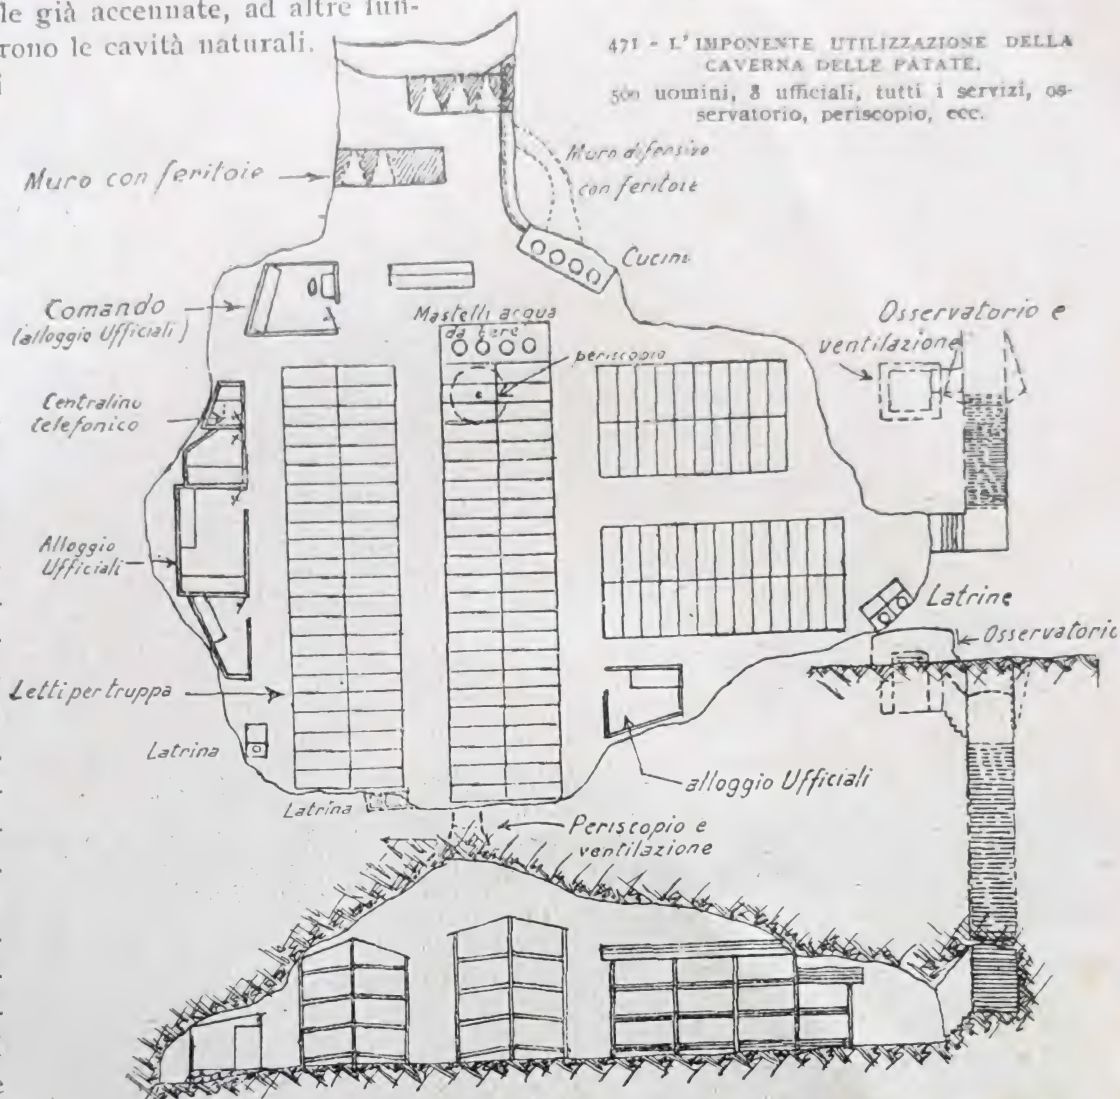 le già accennate, ad altre fun-
rono le cavità naturali.
i
471 - L'IMPONENTE UTILIZZAZIONE DELLA
CAVERNA DELLE PATATE.
500 uomini, 8 ufficiali, tutti i servizi, os-
servatorio, periscopio, ecc.
Muro con feritoie
Muro difensivo
con feritoie
Cucine
Comando
(alloggio Ufficiali)
Mastelli acqua
da bere
periscopio
Osservatorio e
ventilazione
Centralino
telefonico
Alloggio
Ufficiali
Latrine
Osservatorio
Letti per truppa
Latrina
alloggio Ufficiali
Latrina
Periscopio e
ventilazione